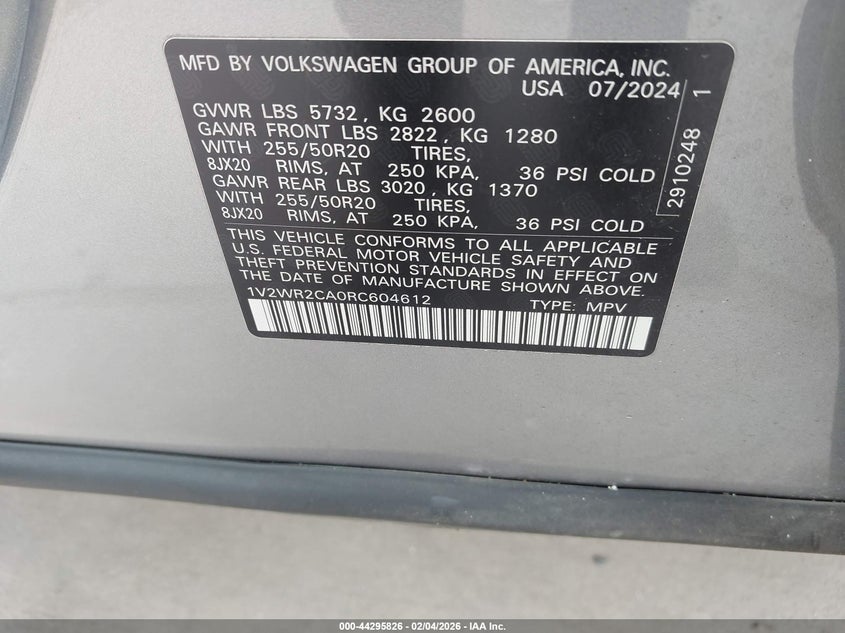 MFD BY VOLKSWAGEN GROUP OF AMERICA, INC.
USA 07/2024
GVWR LBS 5732, KG 2600
GAWR FRONT LBS 2822, KG 1280
WITH 255/50R20 TIRES,
8JX20 RIMS, AT 250 KPA, 36 PSI COLD
GAWR REAR LBS 3020, KG 1370
WITH 255/50R20 TIRES,
8JX20 RIMS, AT 250 KPA, 36 PSI COLD
2910248 1
THIS VEHICLE CONFORMS TO ALL APPLICABLE
U.S. FEDERAL MOTOR VEHICLE SAFETY AND
THEFT PREVENTION STANDARDS IN EFFECT ON
THE DATE OF MANUFACTURE SHOWN ABOVE.
1V2WR2CA0RC604612 TYPE: MPV
000-44295826 - 02/04/2026 - IAA Inc.